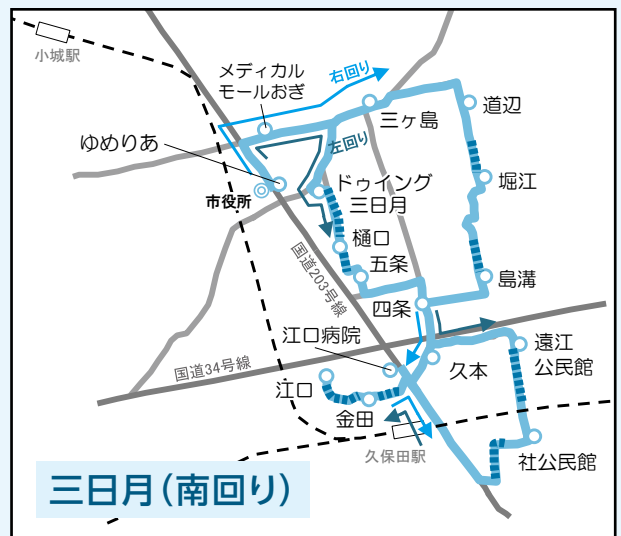 小城駅
メディカル
モールおぎ
右回り
三ヶ島
道辺
ゆめりあ
左回り
市役所
ドゥイング
三日月
堀江
樋口
五条
島溝
国道203号線
四条
江口病院
久本
遠江
公民館
国道34号線
江口
金田
久保田駅
社公民館
三日月(南回り)